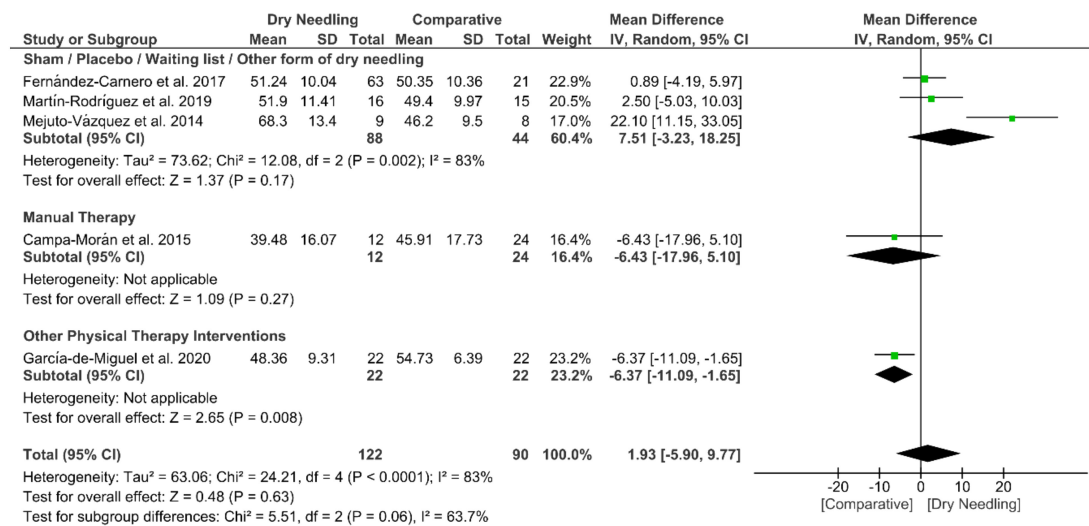 Dry Needling Comparative Mean Difference Mean Difference
Study or Subgroup Mean SD Total Mean SD Total Weight IV, Random, 95% CI IV, Random, 95% CI
Sham / Placebo / Waiting list / Other form of dry needling
Fernández-Carnero et al. 2017 51.24 10.04 63 50.35 10.36 21 22.9% 0.89 [-4.19, 5.97]
Martín-Rodríguez et al. 2019 51.9 11.41 16 49.4 9.97 15 20.5% 2.50 [-5.03, 10.03]
Mejuto-Vázquez et al. 2014 68.3 13.4 9 46.2 9.5 8 17.0% 22.10 [11.15, 33.05]
Subtotal (95% CI) 88 44 60.4% 7.51 [-3.23, 18.25]
Heterogeneity: Tau² = 73.62; Chi² = 12.08, df = 2 (P = 0.002); I² = 83%
Test for overall effect: Z = 1.37 (P = 0.17)
Manual Therapy
Campa-Morán et al. 2015 39.48 16.07 12 45.91 17.73 24 16.4% -6.43 [-17.96, 5.10]
Subtotal (95% CI) 12 24 16.4% -6.43 [-17.96, 5.10]
Heterogeneity: Not applicable
Test for overall effect: Z = 1.09 (P = 0.27)
Other Physical Therapy Interventions
García-de-Miguel et al. 2020 48.36 9.31 22 54.73 6.39 22 23.2% -6.37 [-11.09, -1.65]
Subtotal (95% CI) 22 22 23.2% -6.37 [-11.09, -1.65]
Heterogeneity: Not applicable
Test for overall effect: Z = 2.65 (P = 0.008)
Total (95% CI) 122 90 100.0% 1.93 [-5.90, 9.77]
Heterogeneity: Tau² = 63.06; Chi² = 24.21, df = 4 (P < 0.0001); I² = 83%
Test for overall effect: Z = 0.48 (P = 0.63)
Test for subgroup differences: Chi² = 5.51, df = 2 (P = 0.06), I² = 63.7%
-20 -10 0 10 20
[Comparative] [Dry Needling]